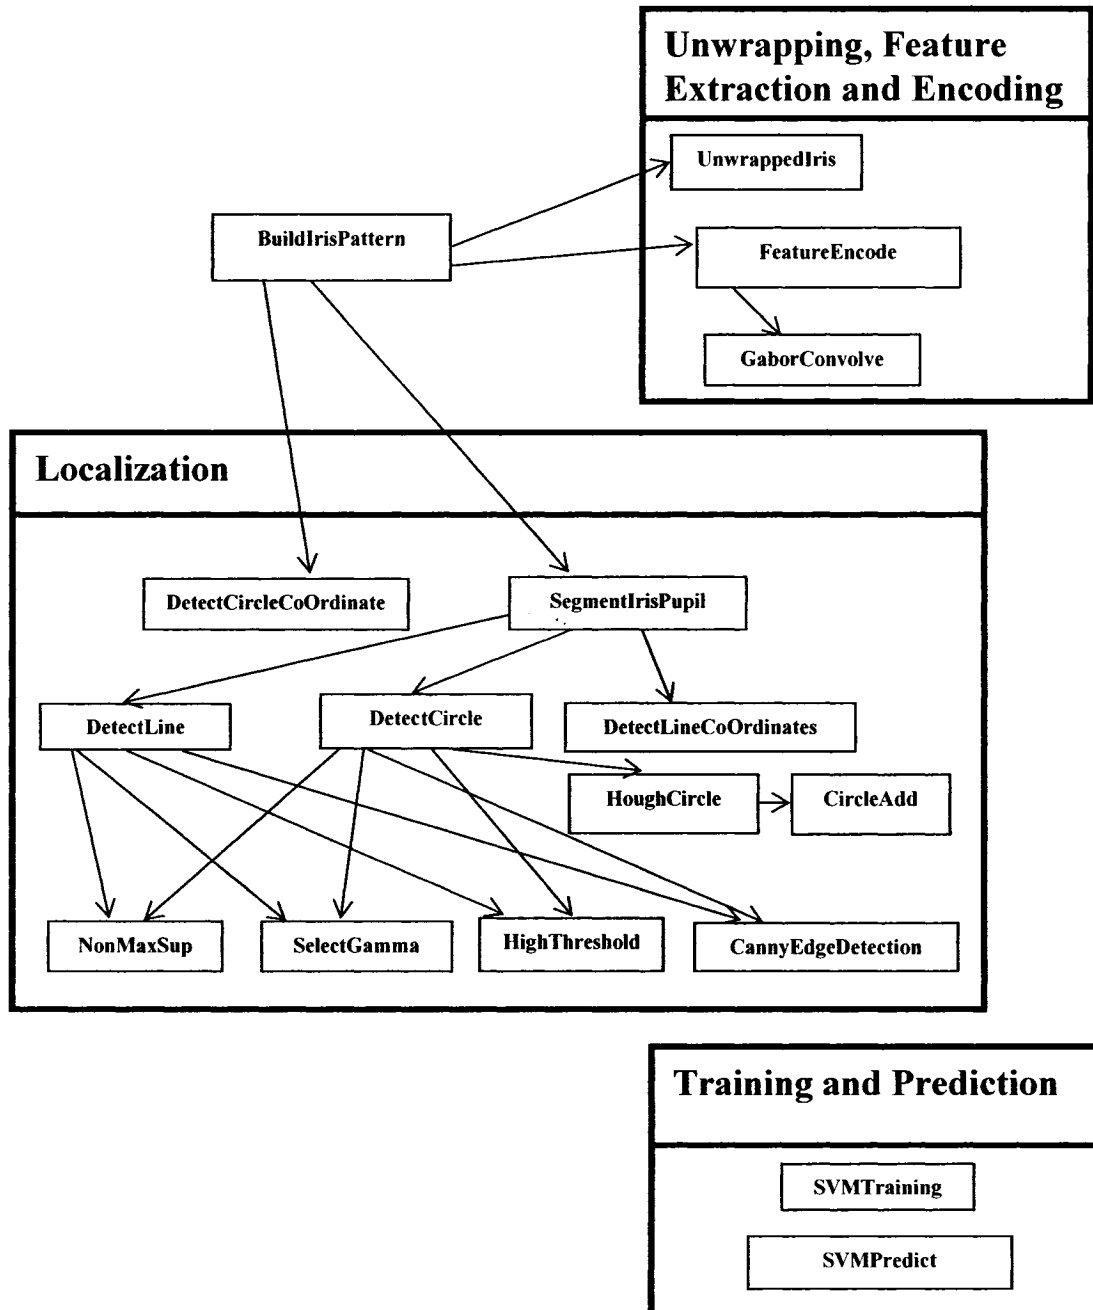 Unwrapping, Feature
Extraction and Encoding
UnwrappedIris
BuildIrisPattern
FeatureEncode
GaborConvolve
Localization
DetectCircleCoOrdinate
SegmentIrisPupil
DetectLine
DetectCircle
DetectLineCoOrdinates
HoughCircle
CircleAdd
NonMaxSup
SelectGamma
HighThreshold
CannyEdgeDetection
Training and Prediction
SVMTraining
SVMPredict